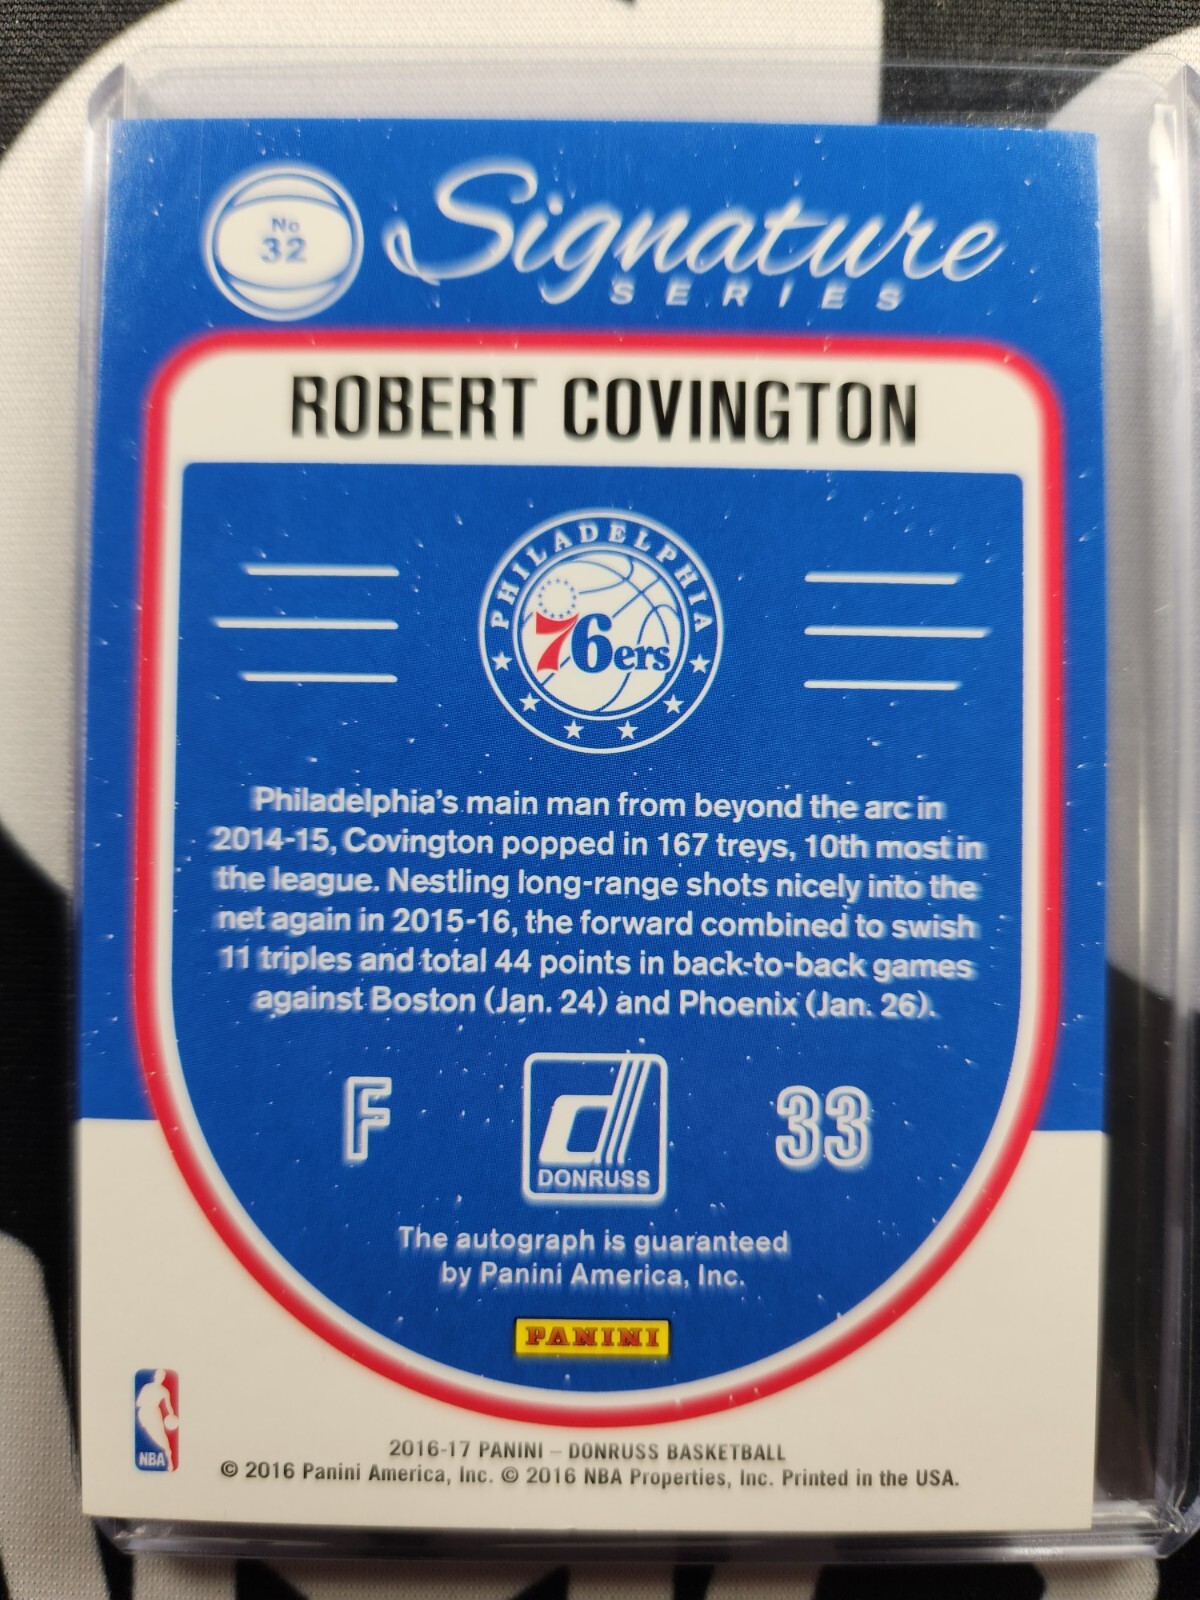 No
32
Signature
SERIES
ROBERT COVINGTON
PHILADELPHIA
76ers
Philadelphia's main man from beyond the arc in
2014-15, Covington popped in 167 treys, 10th most in
the league. Nestling long-range shots nicely into the
net again in 2015-16, the forward combined to swish
11 triples and total 44 points in back-to-back games
against Boston (Jan. 24) and Phoenix (Jan. 26).
F
d
DONRUSS
33
The autograph is guaranteed
by Panini America, Inc.
PANINI
NBA
2016-17 PANINI – DONRUSS BASKETBALL
© 2016 Panini America, Inc. © 2016 NBA Properties, Inc. Printed in the USA.